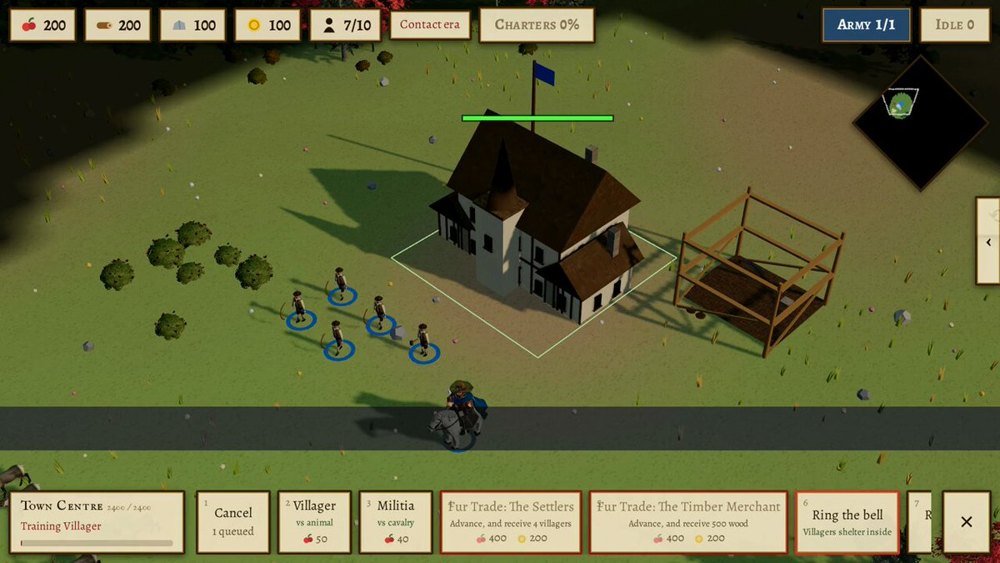 200
200
100
100
7/10
Contact era
Charters 0%
Army 1/1
Idle 0
Town Centre 2400 / 2400
Training Villager
1
Cancel
1 queued
2
Villager
vs animal
50
3
Militia
vs cavalry
40
Fur Trade: The Settlers
Advance, and receive 4 villagers
400 200
Fur Trade: The Timber Merchant
Advance, and receive 500 wood
400 200
6
Ring the bell
Villagers shelter inside
7